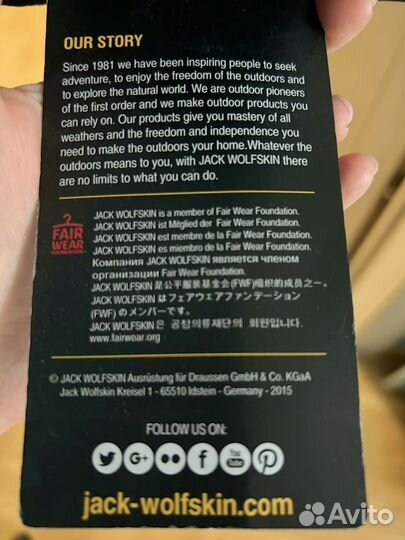 OUR STORY
Since 1981 we have been inspiring people to seek
adventure, to enjoy the freedom of the outdoors and
to explore the natural world. We are outdoor pioneers
of the first order and we make outdoor products you
can rely on. Our products give you mastery of all
weathers and the freedom and independence you
need to make the outdoors your home.Whatever the
outdoors means to you, with JACK WOLFSKIN there
are no limits to what you can do.
FAIR
WEAR
FOUNDATION
JACK WOLFSKIN is a member of Fair Wear Foundation.
JACK WOLFSKIN ist Mitglied der Fair Wear Foundation.
JACK WOLFSKIN est membre de la Fair Wear Foundation.
JACK WOLFSKIN es miembro de la Fair Wear Foundation.
Компания JACK WOLFSKIN является членом
организации Fair Wear Foundation.
JACK WOLFSKIN 是公平服装基金会(FWF)组织的成员之一。
JACK WOLFSKIN はフェアウェアファンデーション
(FWF) のメンバーです。
JACK WOLFSKIN 은 공정의류재단의 회원입니다.
www.fairwear.org
© JACK WOLFSKIN Ausrüstung für Draussen GmbH & Co. KGaA
Jack Wolfskin Kreisel 1 - 65510 Idstein - Germany - 2015
FOLLOW US ON:
G+
f
You
Tube
jack-wolfskin.com
Avito